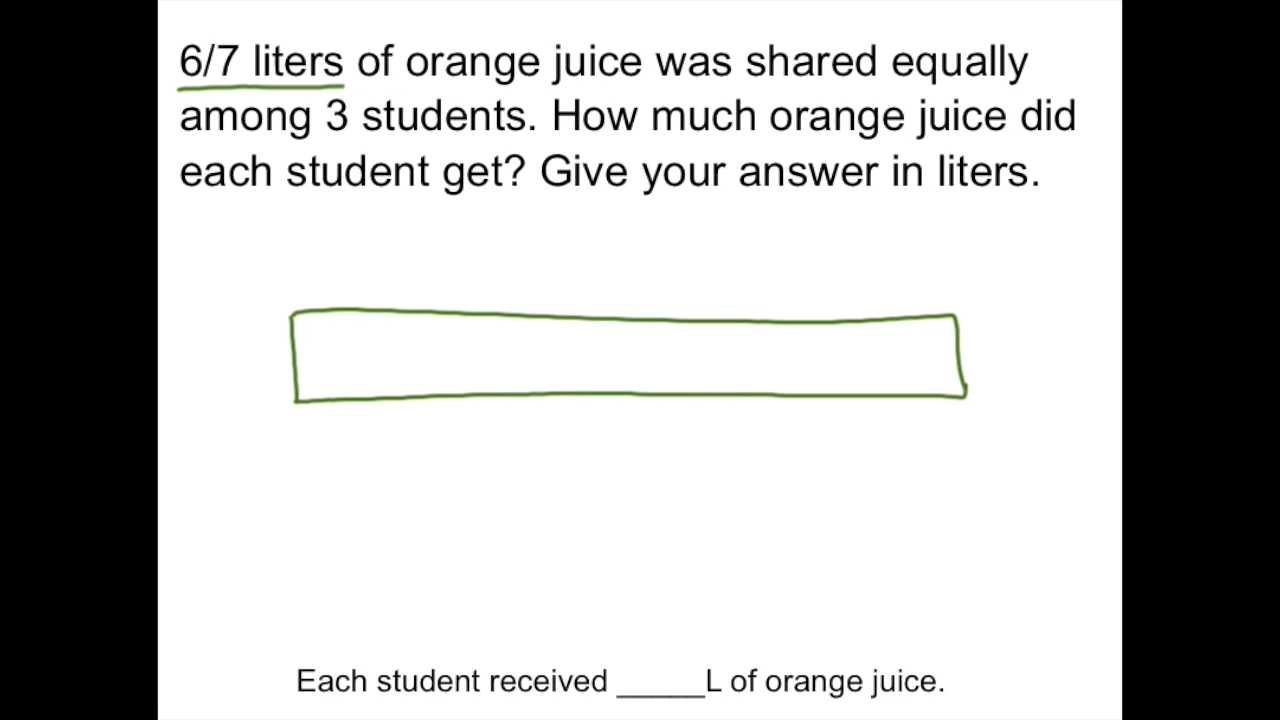 6/7 liters of orange juice was shared equally
among 3 students. How much orange juice did
each student get? Give your answer in liters.
Each student received _____L of orange juice.